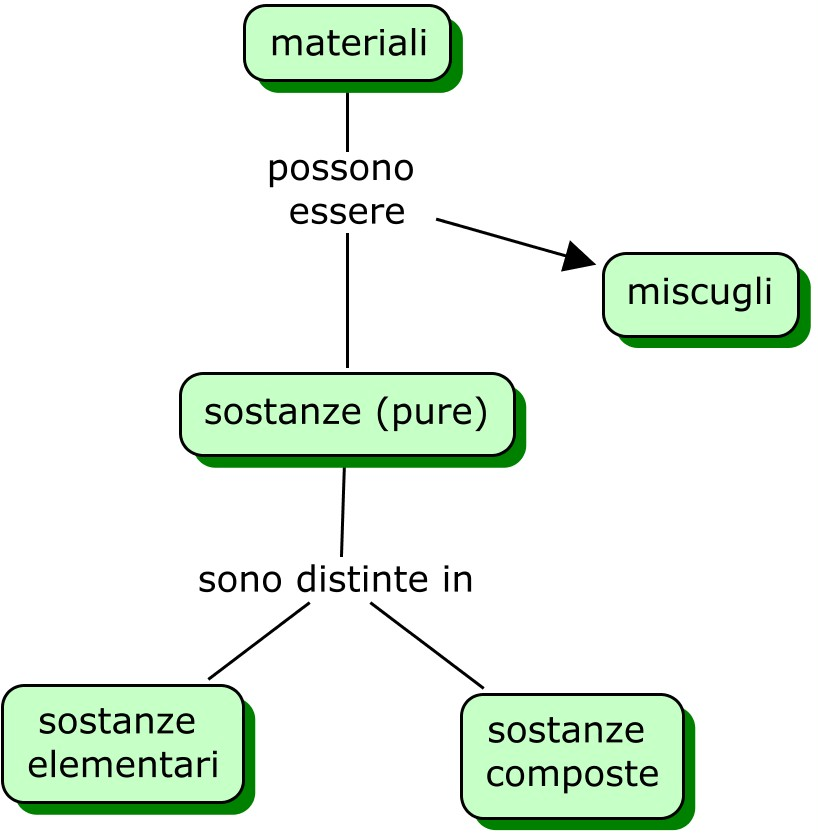 materiali
possono
essere
miscugli
sostanze (pure)
sono distinte in
sostanze
elementari
sostanze
composte